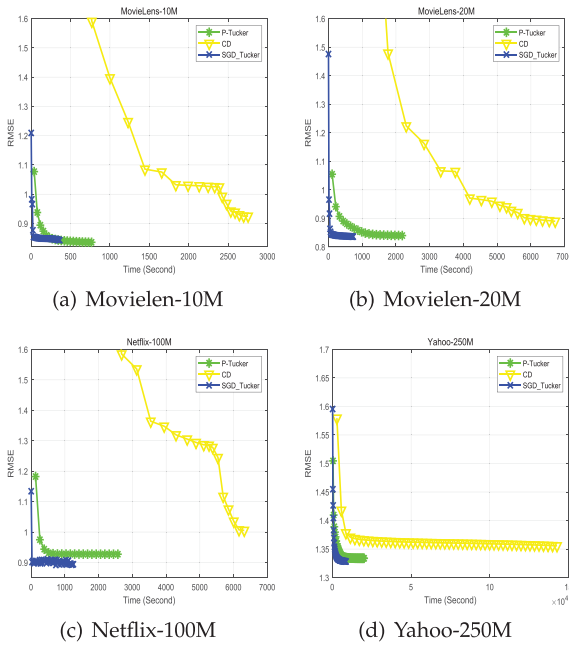 MovieLens-10M
1.6
1.5
1.4
1.3
1.2
1.1
1
0.9
RMSE
P-Tucker
CD
SGD_Tucker
0 500 1000 1500 2000 2500 3000
Time (Second)
(a) Movielen-10M
MovieLens-20M
1.6
1.5
1.4
1.3
1.2
1.1
1
0.9
0.8
RMSE
P-Tucker
CD
SGD_Tucker
0 1000 2000 3000 4000 5000 6000 7000
Time (Second)
(b) Movielen-20M
Netflix-100M
1.6
1.5
1.4
1.3
1.2
1.1
1
0.9
RMSE
P-Tucker
CD
SGD_Tucker
0 1000 2000 3000 4000 5000 6000 7000
Time (Second)
(c) Netflix-100M
Yahoo-250M
1.7
1.65
1.6
1.55
1.5
1.45
1.4
1.35
1.3
RMSE
P-Tucker
CD
SGD_Tucker
0 5 10 1
×10⁴
Time (Second)
(d) Yahoo-250M